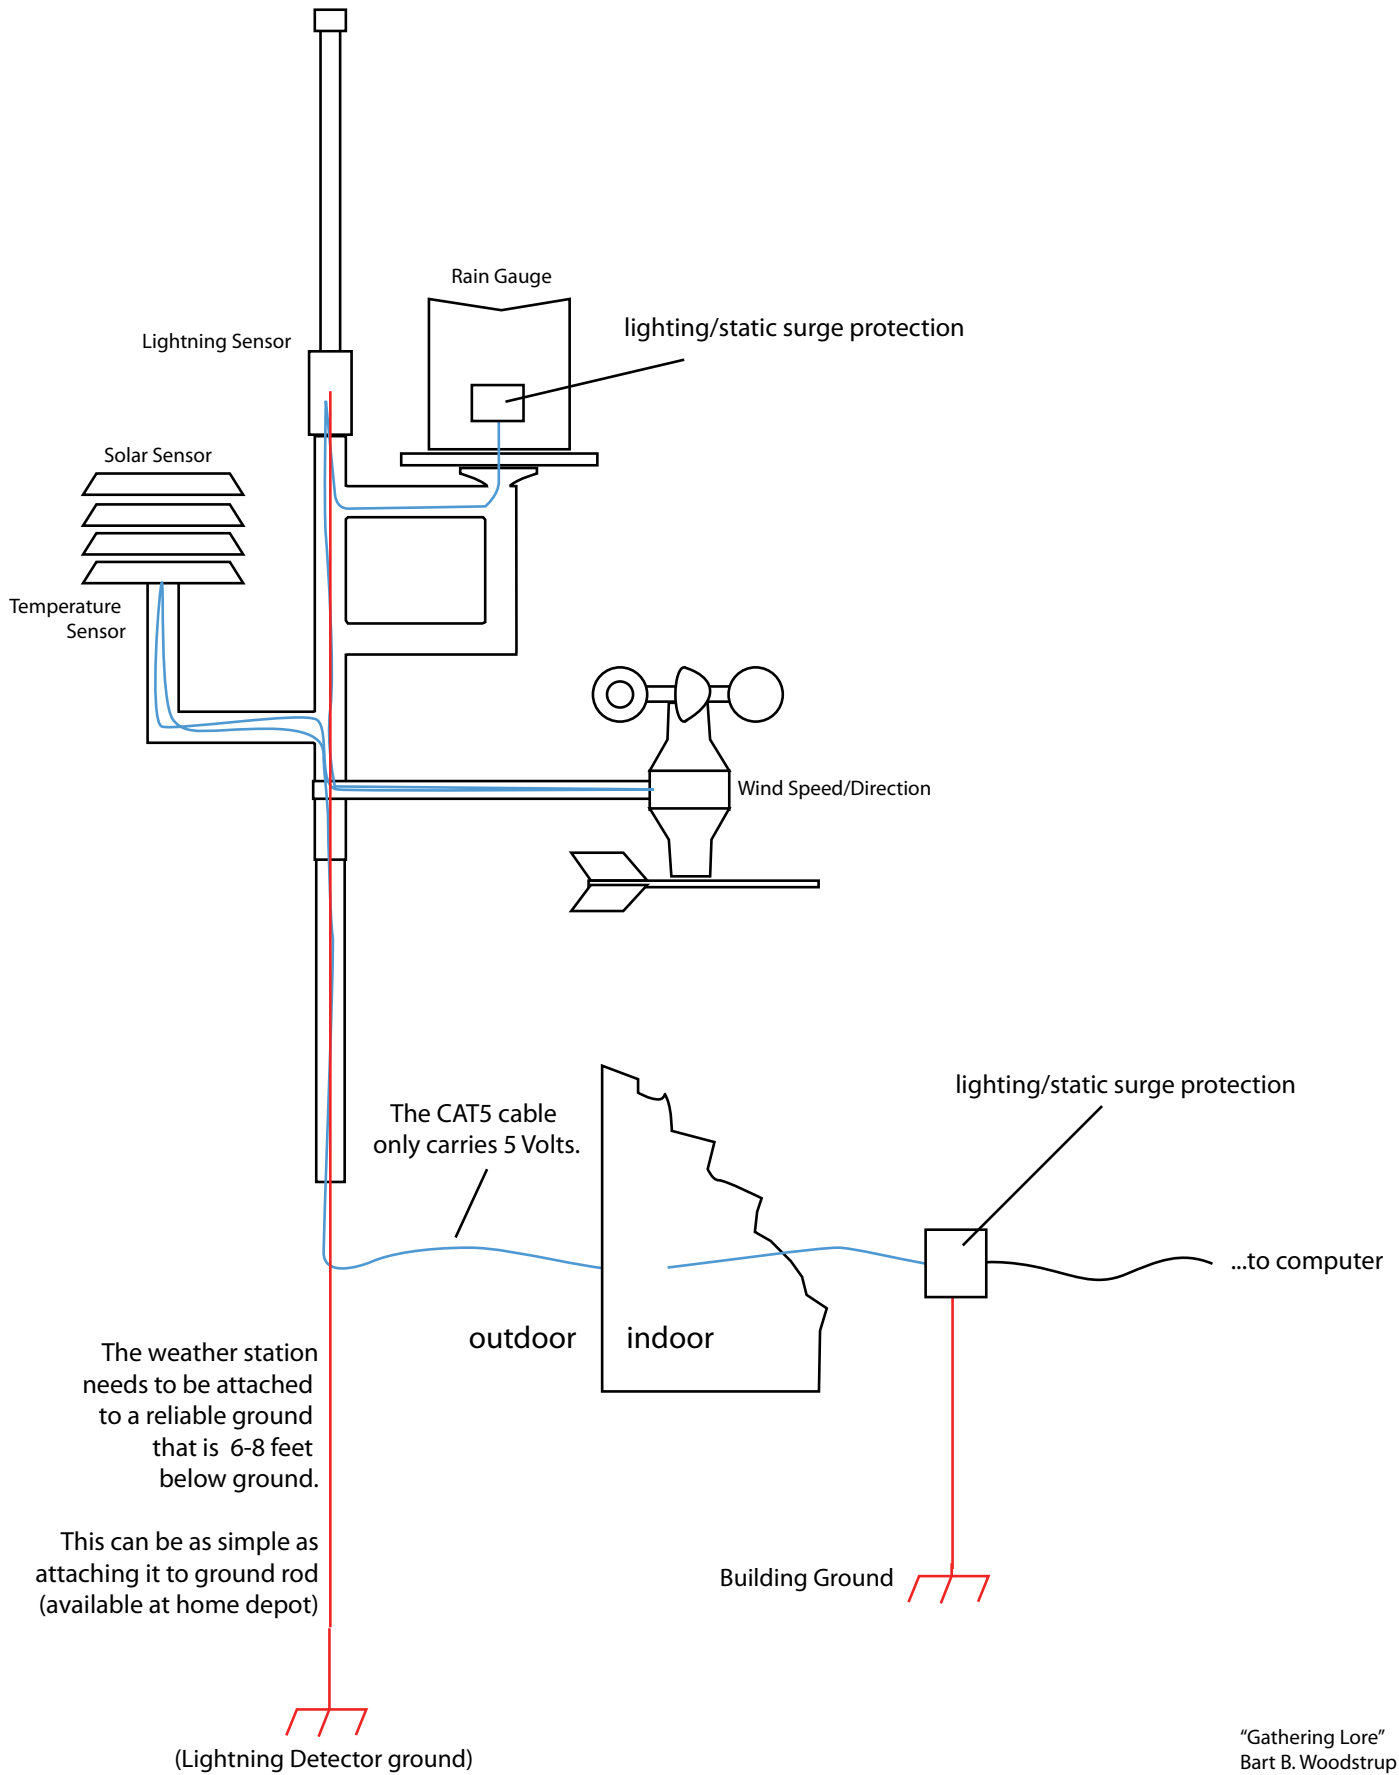 Rain Gauge
lighting/static surge protection
Lightning Sensor
Solar Sensor
Temperature
Sensor
Wind Speed/Direction
lighting/static surge protection
The CAT5 cable
only carries 5 Volts.
...to computer
outdoor
indoor
The weather station
needs to be attached
to a reliable ground
that is 6-8 feet
below ground.
This can be as simple as
attaching it to ground rod
(available at home depot)
Building Ground
(Lightning Detector ground)
“Gathering Lore”
Bart B. Woodstrup